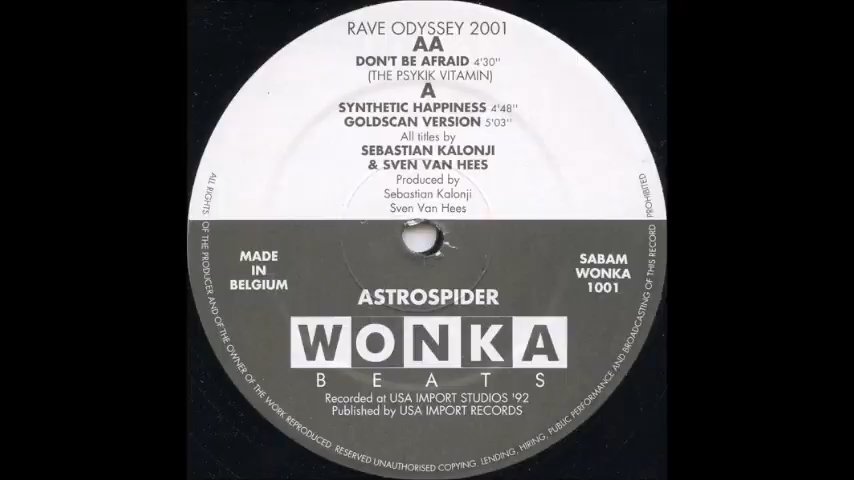 RAVE ODYSSEY 2001
AA
DON'T BE AFRAID 4'30"
(THE PSYKIK VITAMIN)
A
SYNTHETIC HAPPINESS 4'48"
GOLDSCAN VERSION 5'03"
All titles by
SEBASTIAN KALONJI
& SVEN VAN HEES
Produced by
Sebastian Kalonji
Sven Van Hees
MADE
IN
BELGIUM
SABAM
WONKA
1001
ASTROSPIDER
WONKA
BEATS
Recorded at USA IMPORT STUDIOS '92
Published by USA IMPORT RECORDS
ALL RIGHTS OF THE PRODUCER AND OF THE OWNER OF THE WORK REPRODUCED RESERVED UNAUTHORISED COPYING, LENDING, HIRING, PUBLIC PERFORMANCE AND BROADCASTING OF THIS RECORD PROHIBITED